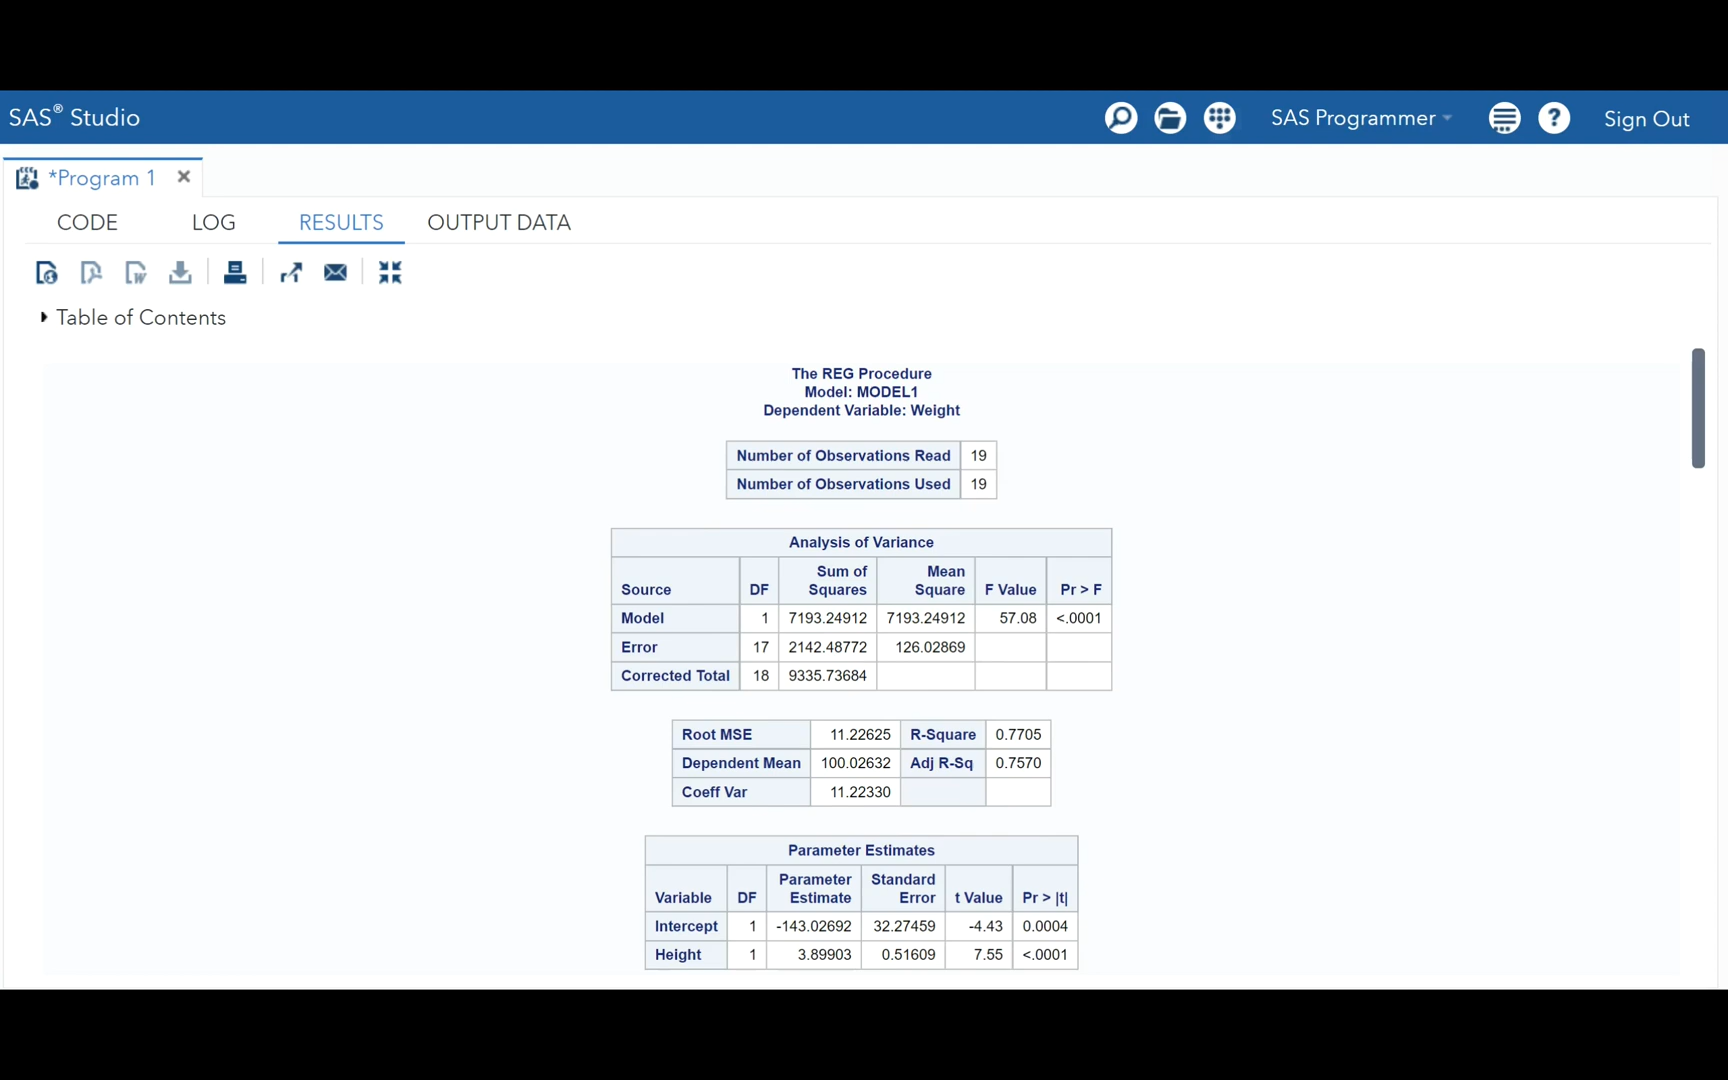 SAS® Studio
SAS Programmer
Sign Out
*Program 1
CODE LOG RESULTS OUTPUT DATA
Table of Contents
The REG Procedure
Model: MODEL1
Dependent Variable: Weight
Number of Observations Read 19
Number of Observations Used 19
Analysis of Variance
Source DF Sum of Squares Mean Square F Value Pr > F
Model 1 7193.24912 7193.24912 57.08 <.0001
Error 17 2142.48772 126.02869
Corrected Total 18 9335.73684
Root MSE 11.22625 R-Square 0.7705
Dependent Mean 100.02632 Adj R-Sq 0.7570
Coeff Var 11.22330
Parameter Estimates
Variable DF Parameter Estimate Standard Error t Value Pr > |t|
Intercept 1 -143.02692 32.27459 -4.43 0.0004
Height 1 3.89903 0.51609 7.55 <.0001